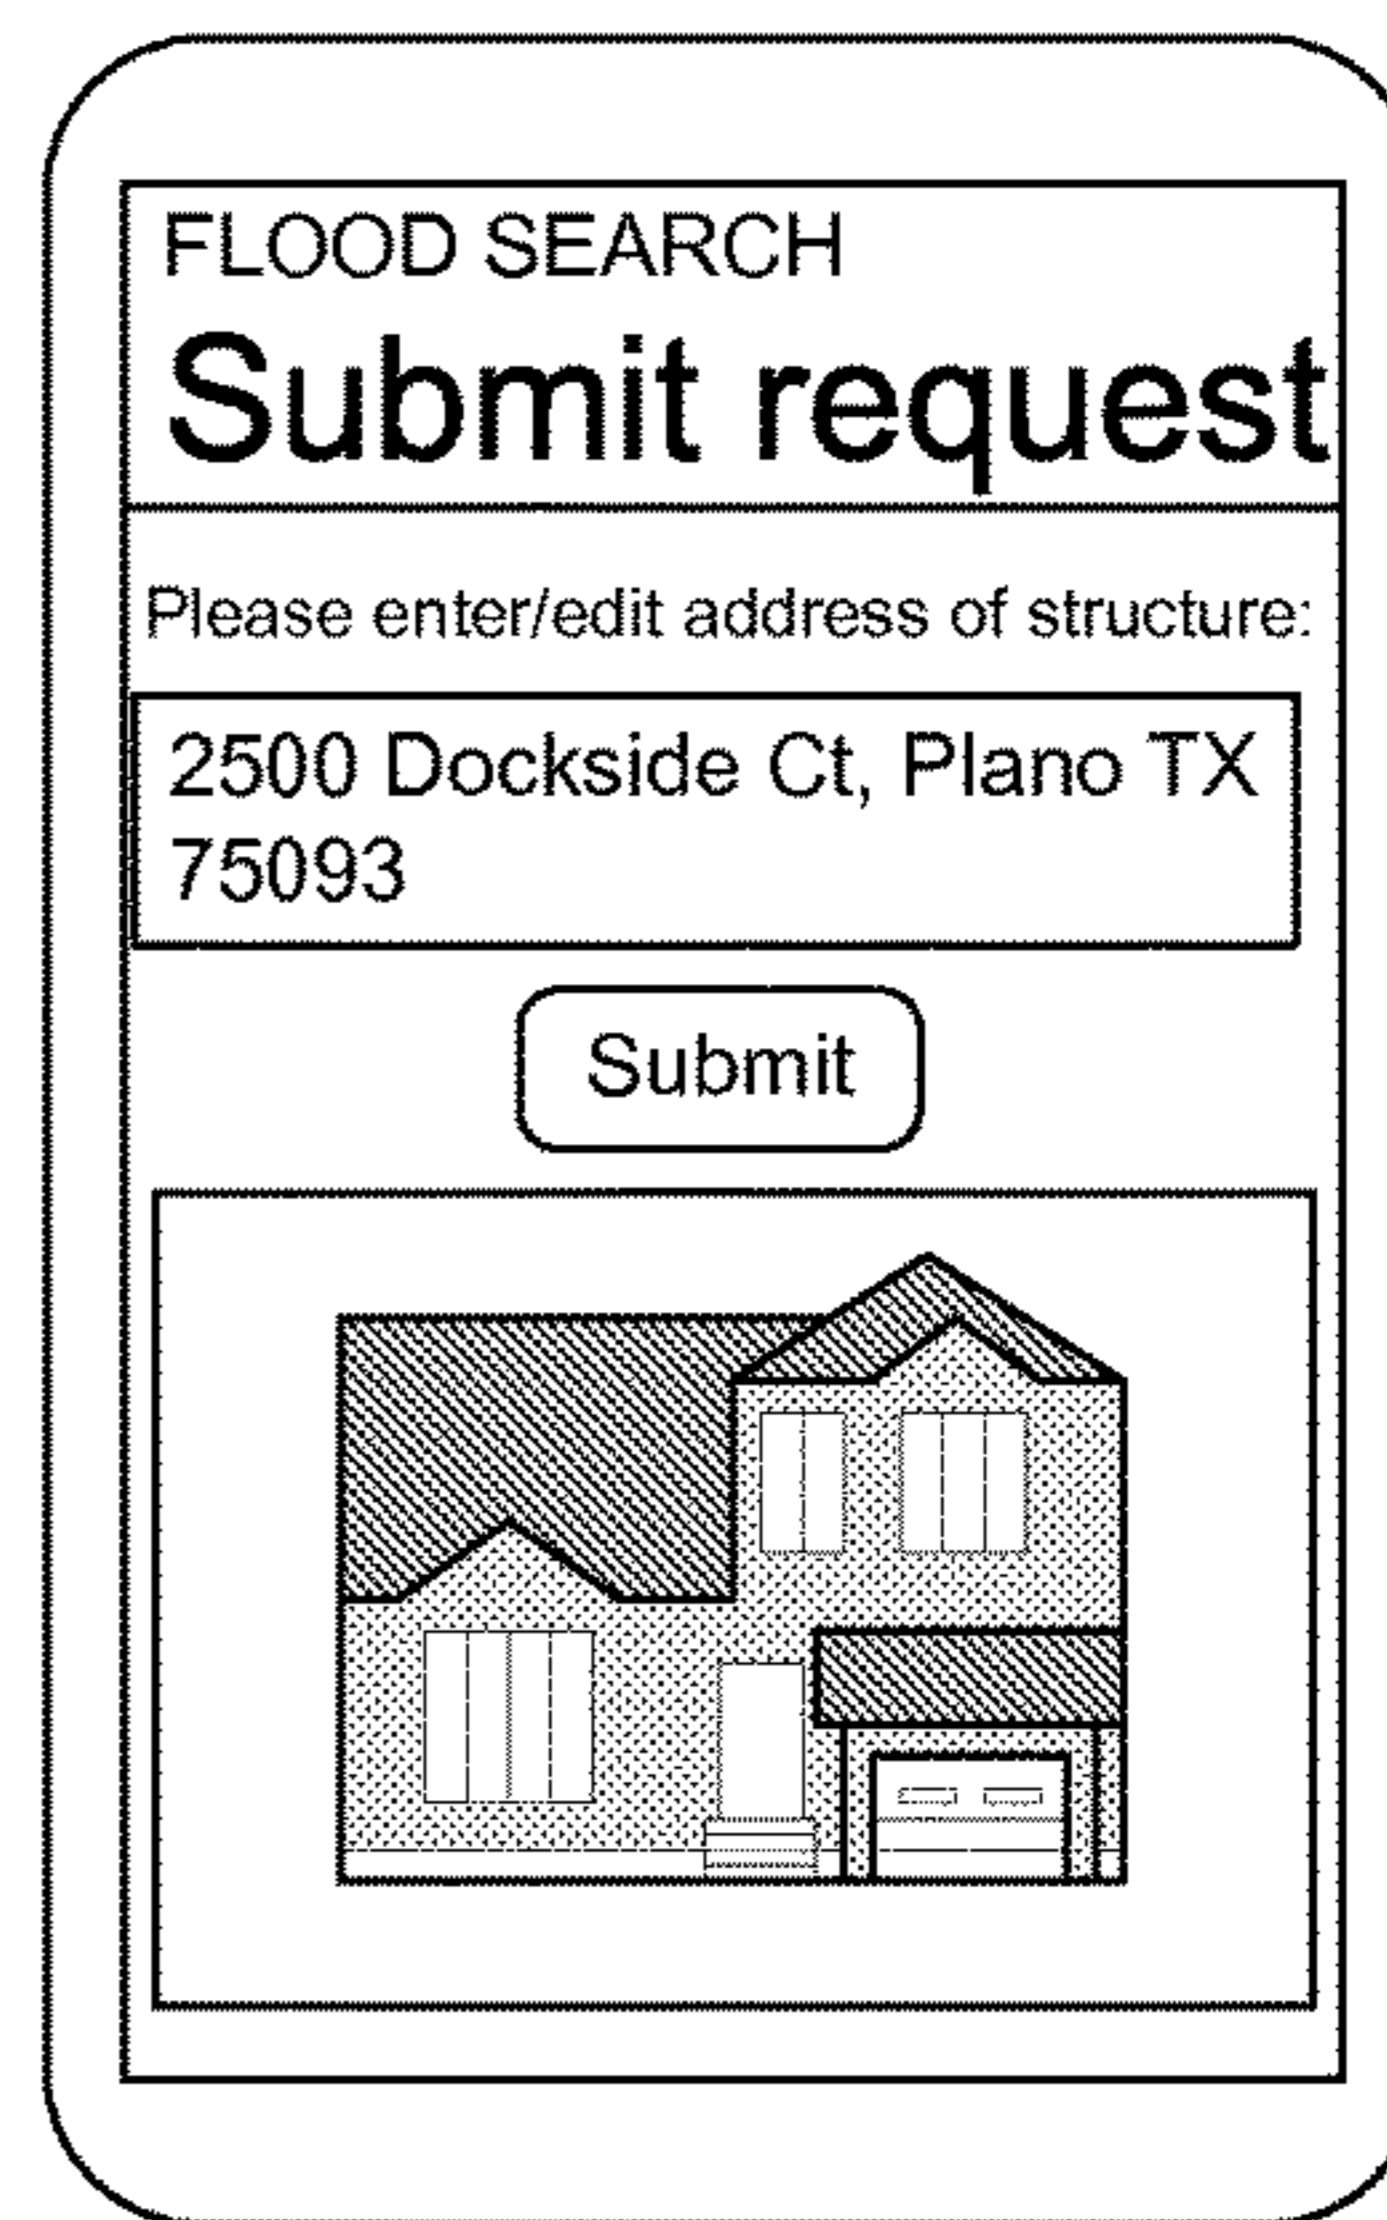 FLOOD SEARCH
Submit request
Please enter/edit address of structure:
2500 Dockside Ct, Plano TX
75093
Submit